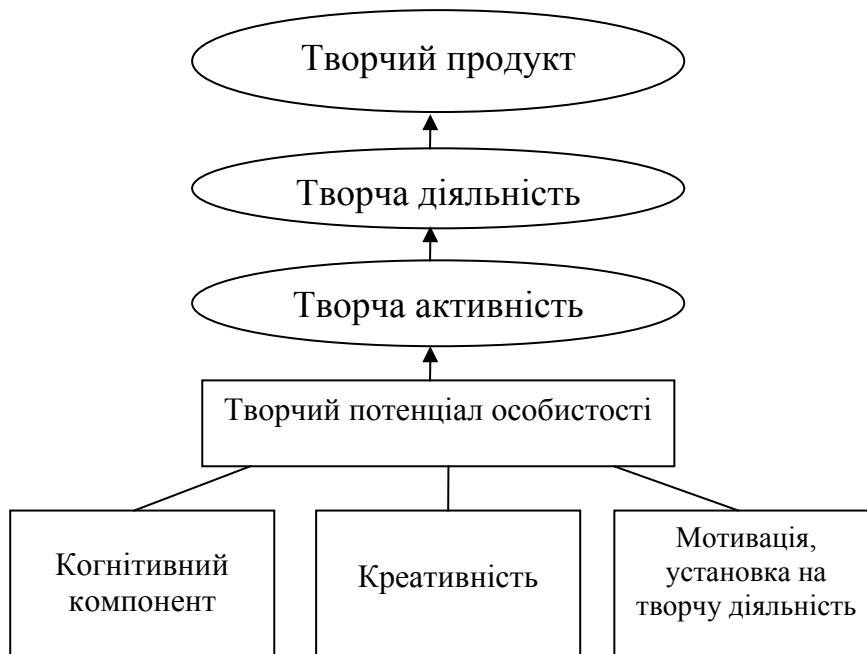 Творчий продукт
Творча діяльність
Творча активність
Творчий потенціал особистості
Когнітивний
компонент
Креативність
Мотивація,
установка на
творчу діяльність